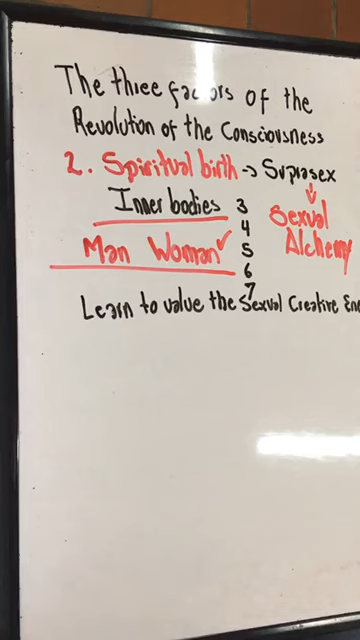 The three factors of the
Revolution of the Consciousness
2. Spiritual birth -> Suprasex
Inner bodies 3
4
Sexual
Alchemy
Man Woman ✓ 5
6
7
Learn to value the Sexual Creative Ene